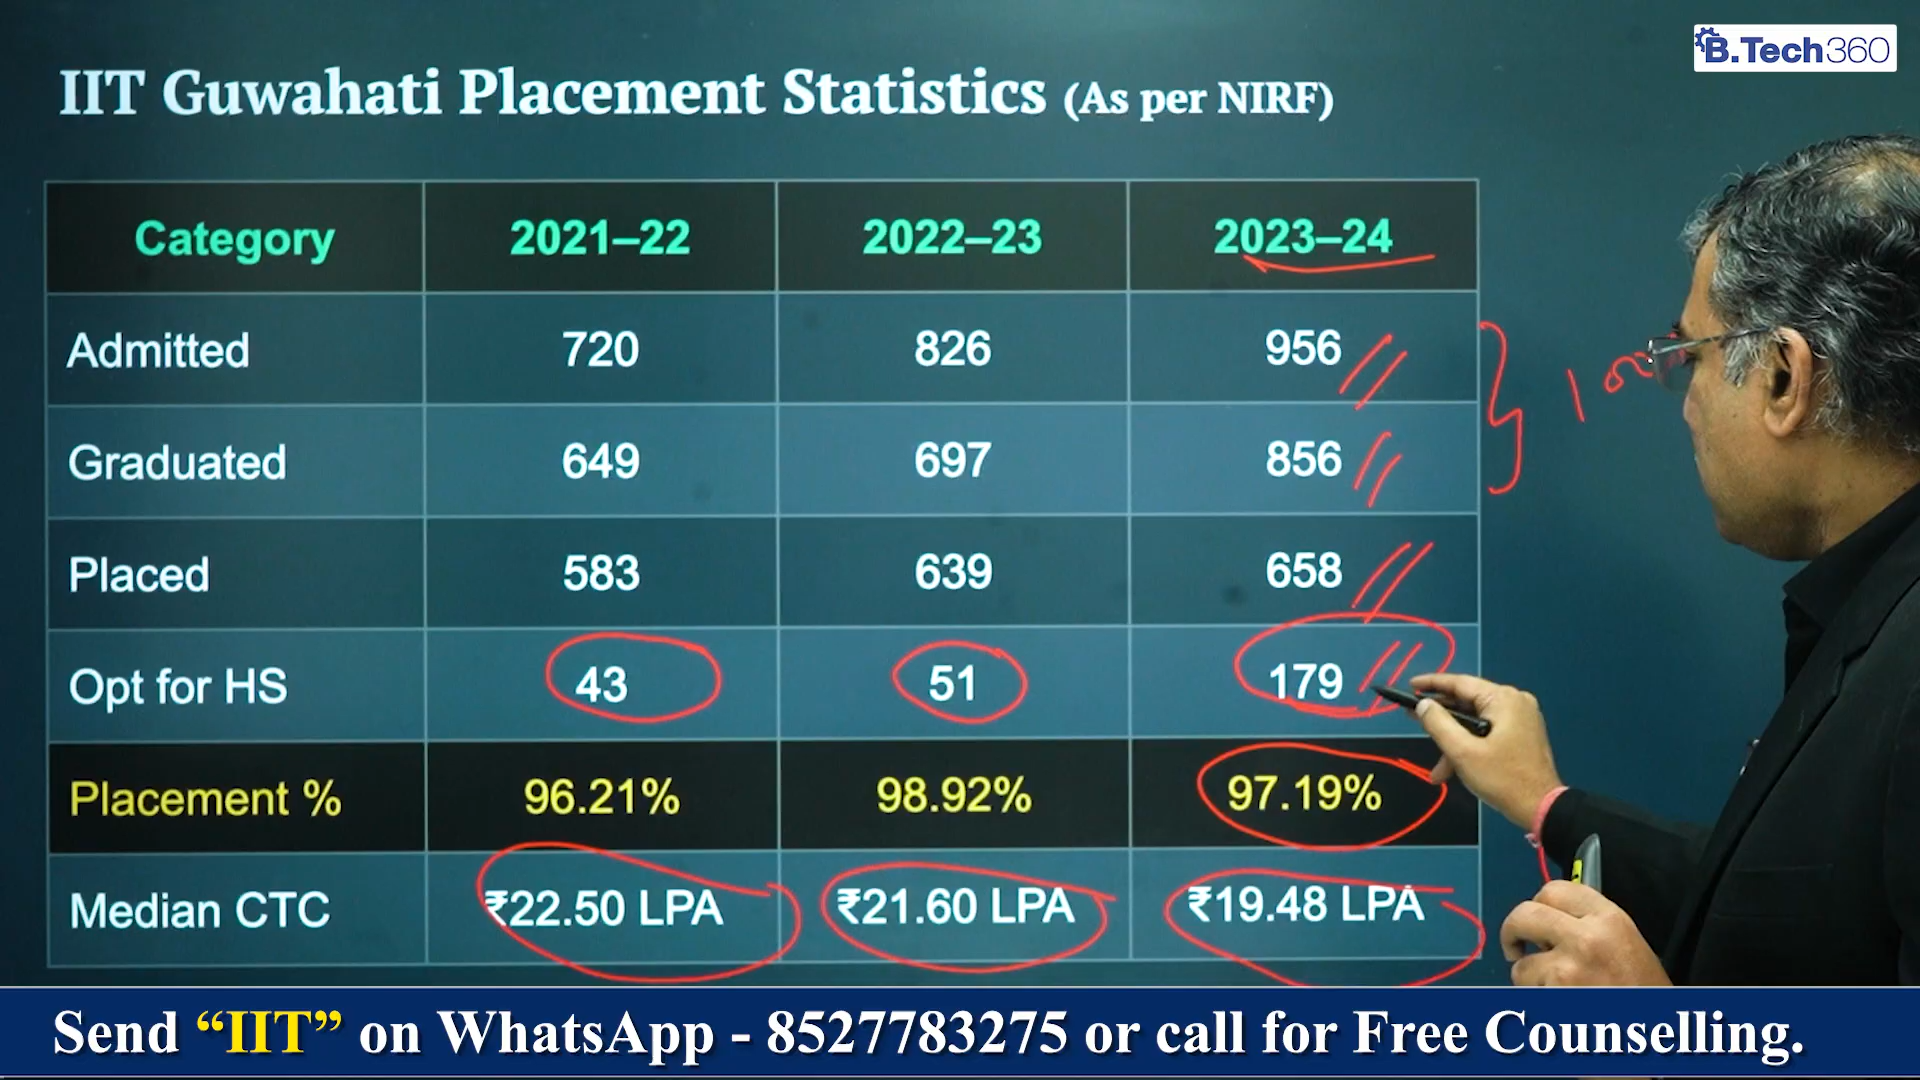 B.Tech360
IIT Guwahati Placement Statistics (As per NIRF)
Category 2021–22 2022–23 2023–24
Admitted 720 826 956
Graduated 649 697 856
Placed 583 639 658
Opt for HS 43 51 179
Placement % 96.21% 98.92% 97.19%
Median CTC ₹22.50 LPA ₹21.60 LPA ₹19.48 LPA
Send “IIT” on WhatsApp - 8527783275 or call for Free Counselling.